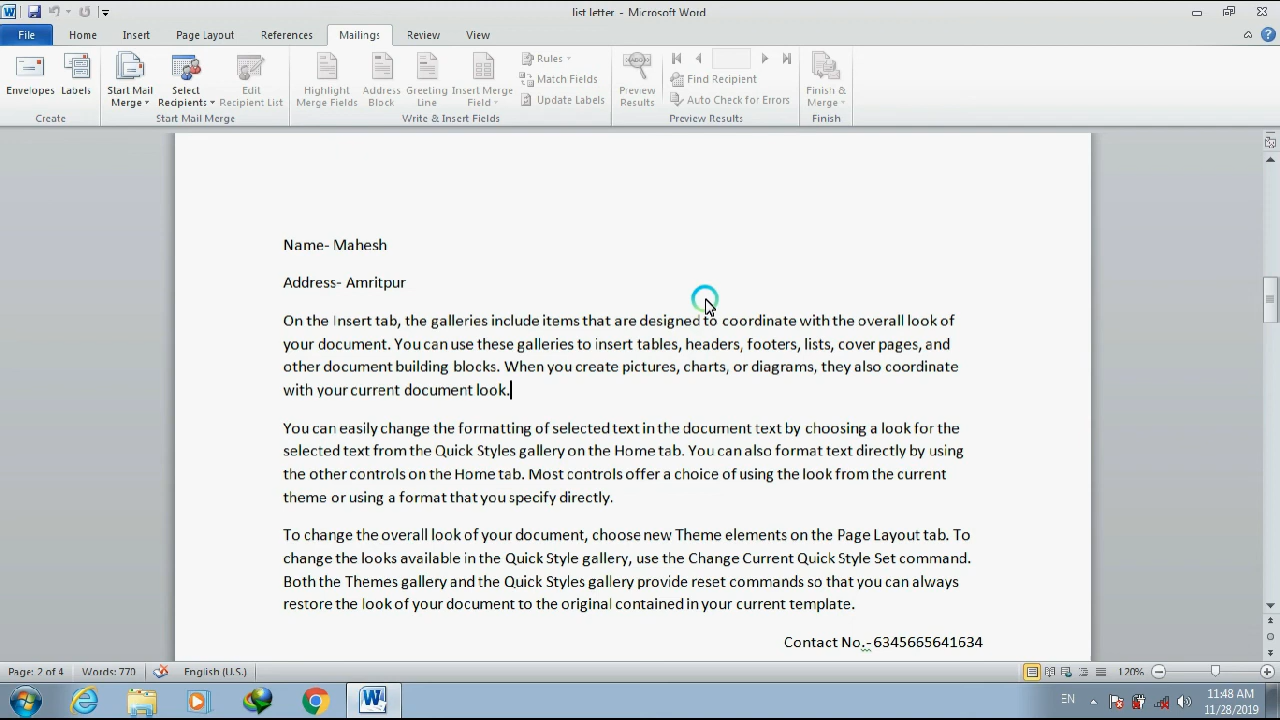 list letter - Microsoft Word
File Home Insert Page Layout References Mailings Review View
Envelopes Labels Start Mail Merge Select Recipients Edit Recipient List Highlight Merge Fields Address Block Greeting Line Insert Merge Field Rules Match Fields Update Labels Preview Results Find Recipient Auto Check for Errors Finish & Merge
Create Start Mail Merge Write & Insert Fields Preview Results Finish
Name- Mahesh
Address- Amritpur
On the Insert tab, the galleries include items that are designed to coordinate with the overall look of
your document. You can use these galleries to insert tables, headers, footers, lists, cover pages, and
other document building blocks. When you create pictures, charts, or diagrams, they also coordinate
with your current document look.
You can easily change the formatting of selected text in the document text by choosing a look for the
selected text from the Quick Styles gallery on the Home tab. You can also format text directly by using
the other controls on the Home tab. Most controls offer a choice of using the look from the current
theme or using a format that you specify directly.
To change the overall look of your document, choose new Theme elements on the Page Layout tab. To
change the looks available in the Quick Style gallery, use the Change Current Quick Style Set command.
Both the Themes gallery and the Quick Styles gallery provide reset commands so that you can always
restore the look of your document to the original contained in your current template.
Contact No.-6345665641634
Page: 2 of 4 Words: 770 English (U.S.) 120%
EN 11:48 AM
11/28/2019